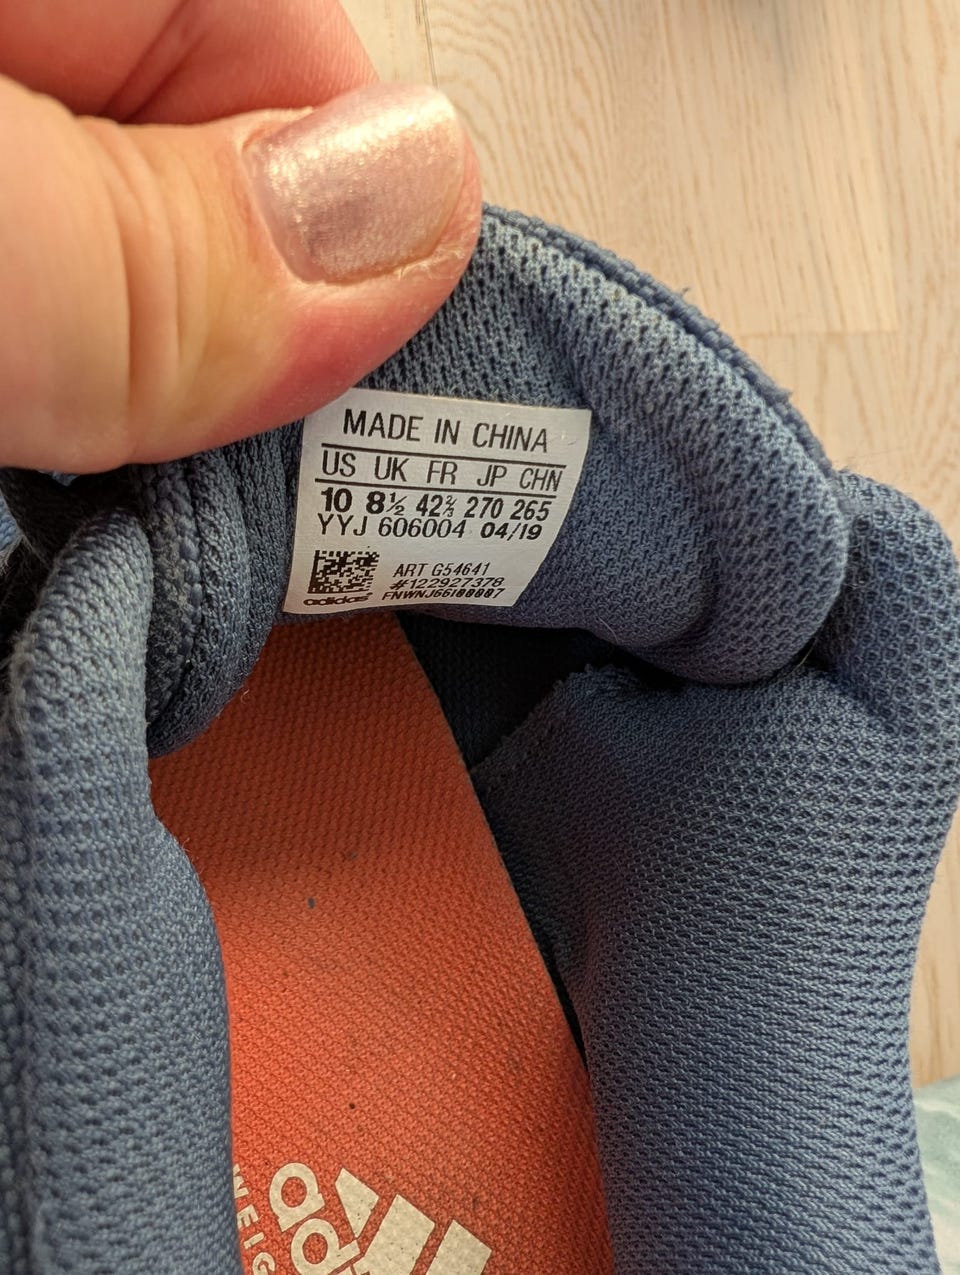 MADE IN CHINA
US UK FR JP CHN
10 8½ 42⅔ 270 265
YYJ 606004 04/19
ART G54641
#122927378
adidas FNWNJ66I00007